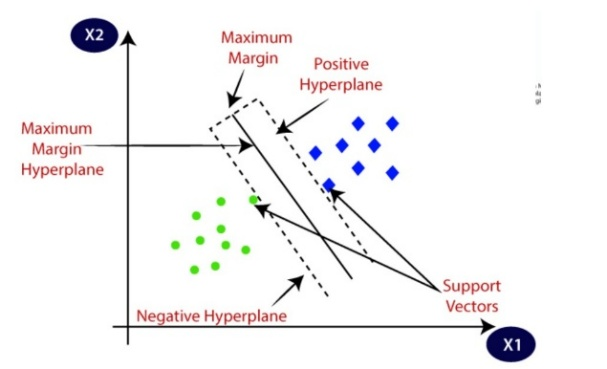 X2
Maximum
Margin
Positive
Hyperplane
Maximum
Margin
Hyperplane
Support
Vectors
Negative Hyperplane
X1